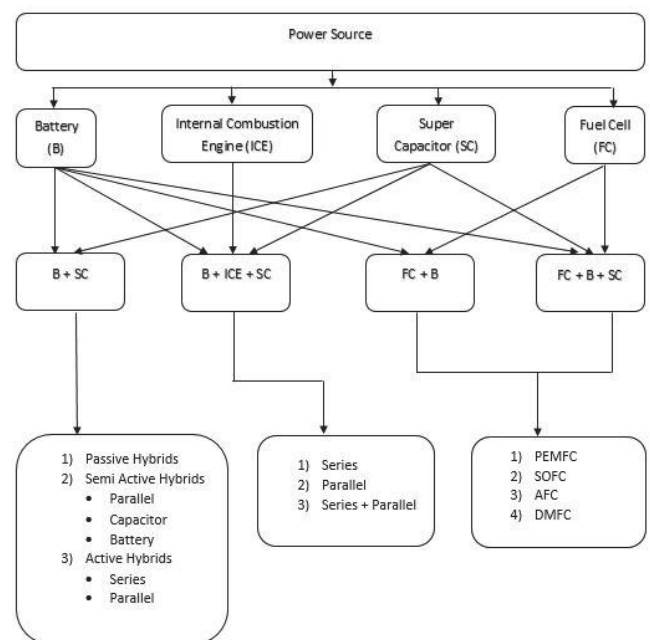 Power Source
Battery
(B)
Internal Combustion
Engine (ICE)
Super
Capacitor (SC)
Fuel Cell
(FC)
B + SC
B + ICE + SC
FC + B
FC + B + SC
1) Passive Hybrids
2) Semi Active Hybrids
• Parallel
• Capacitor
• Battery
3) Active Hybrids
• Series
• Parallel
1) Series
2) Parallel
3) Series + Parallel
1) PEMFC
2) SOFC
3) AFC
4) DMFC